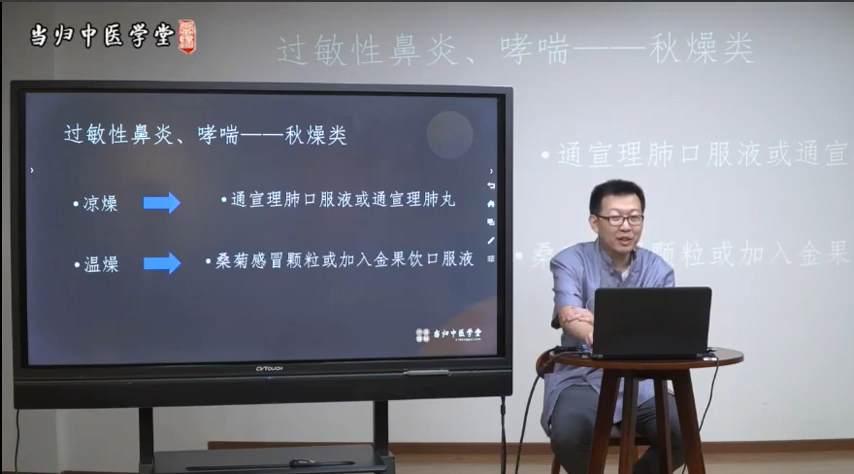 当归中医学堂
过敏性鼻炎、哮喘——秋燥类
过敏性鼻炎、哮喘——秋燥类
•凉燥
•通宣理肺口服液或通宣理肺丸
•温燥
•桑菊感冒颗粒或加入金果饮口服液
当归中医学堂
CVTOUCH
•通宣理肺口服液或通宣
•桑
冒颗粒或加入金果